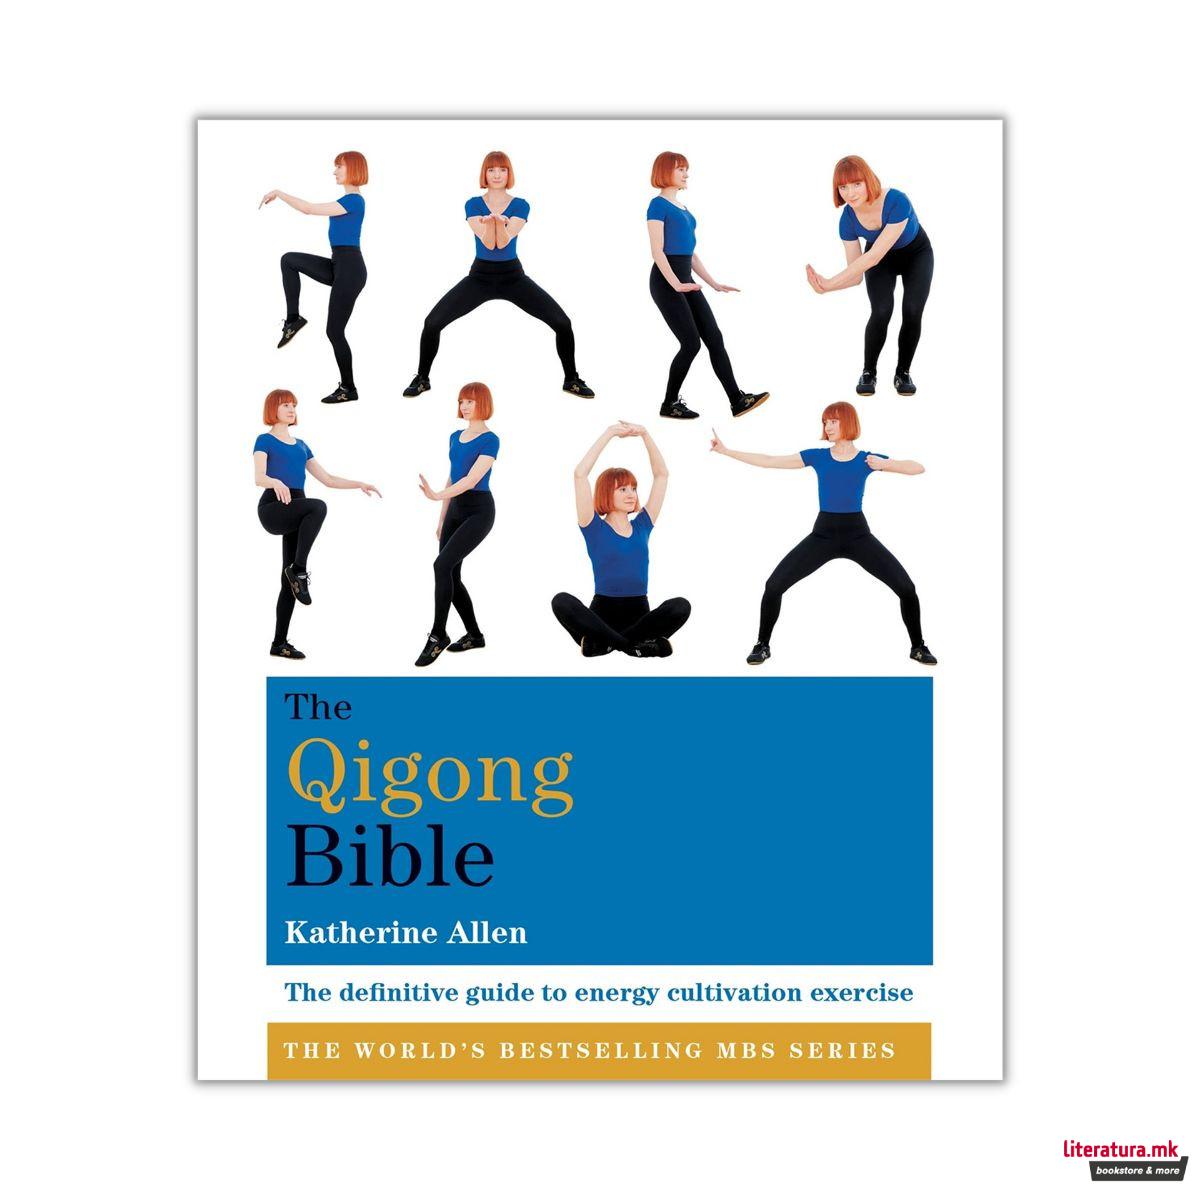 The
Qigong
Bible
Katherine Allen
The definitive guide to energy cultivation exercise
THE WORLD’S BESTSELLING MBS SERIES
literatura.mk
bookstore & more